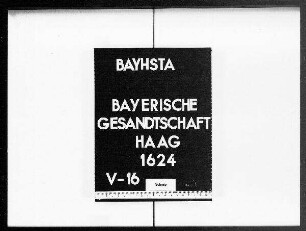 BAYHSTA
BAYERISCHE
GESANDTSCHAFT
HAAG
1624
V-16